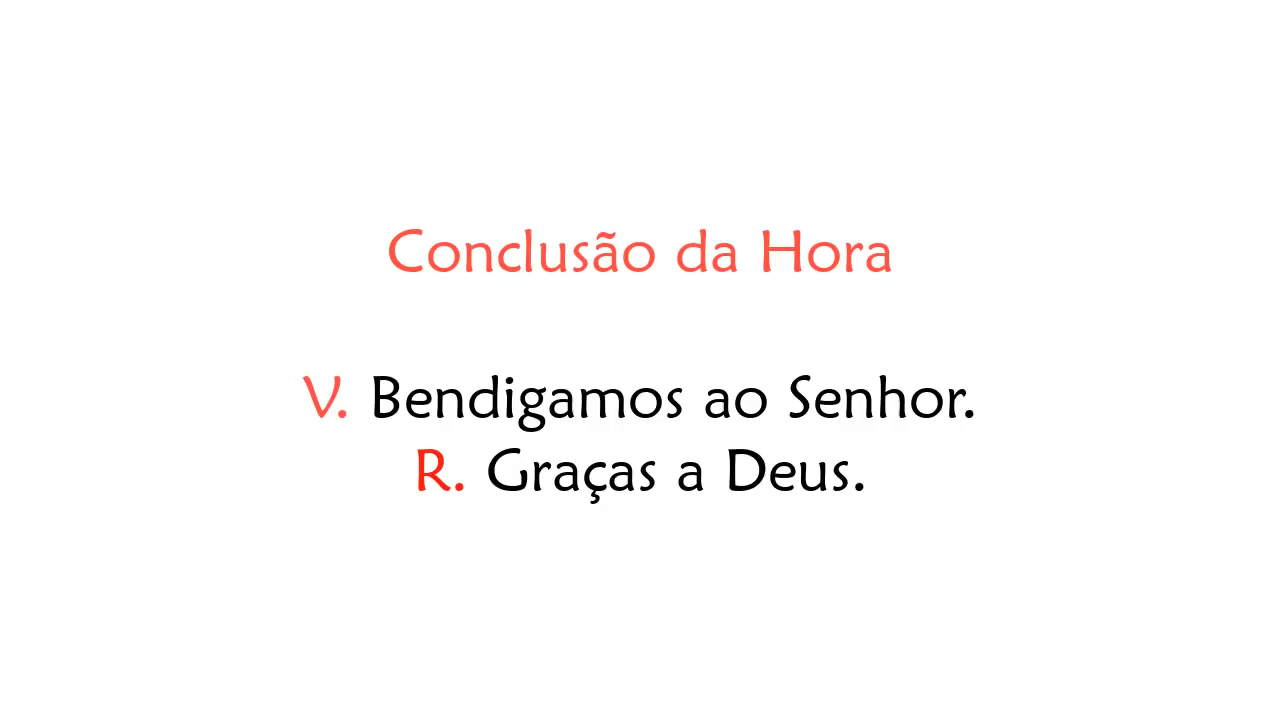 Conclusão da Hora
V. Bendigamos ao Senhor.
R. Graças a Deus.